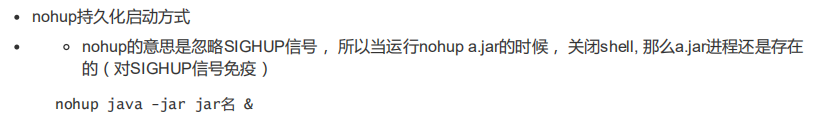 nohup持久化启动方式
nohup的意思是忽略SIGHUP信号， 所以当运行nohup a.jar的时候， 关闭shell, 那么a.jar进程还是存在
的（对SIGHUP信号免疫）
nohup java -jar jar名 &